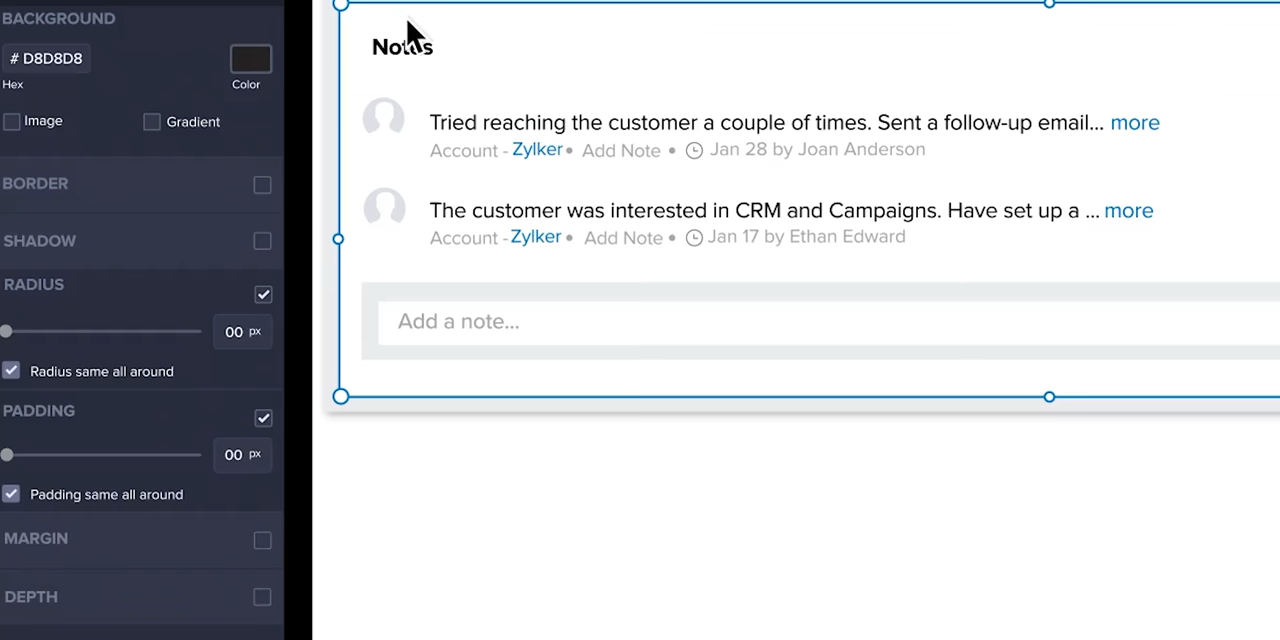 BACKGROUND
# D8D8D8
Hex
Color
Image
Gradient
BORDER
SHADOW
RADIUS
00 px
Radius same all around
PADDING
00 px
Padding same all around
MARGIN
DEPTH
Notes
Tried reaching the customer a couple of times. Sent a follow-up email... more
Account - Zylker • Add Note • Jan 28 by Joan Anderson
The customer was interested in CRM and Campaigns. Have set up a ... more
Account - Zylker • Add Note • Jan 17 by Ethan Edward
Add a note...